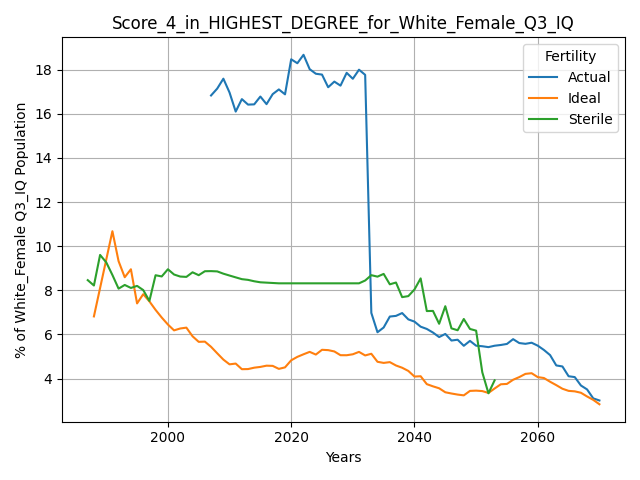 Score_4_in_HIGHEST_DEGREE_for_White_Female_Q3_IQ
Fertility
Actual
Ideal
Sterile
% of White_Female Q3_IQ Population
18
16
14
12
10
8
6
4
2000
2020
2040
2060
Years